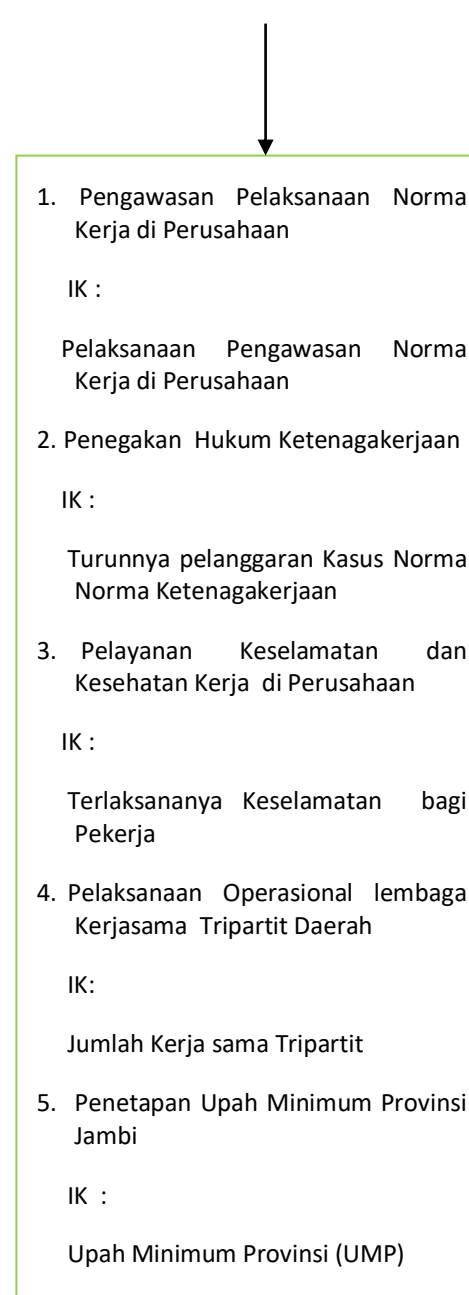 1. Pengawasan Pelaksanaan Norma
Kerja di Perusahaan
IK :
Pelaksanaan Pengawasan Norma
Kerja di Perusahaan
2. Penegakan Hukum Ketenagakerjaan
IK :
Turunnya pelanggaran Kasus Norma
Norma Ketenagakerjaan
3. Pelayanan Keselamatan dan
Kesehatan Kerja di Perusahaan
IK :
Terlaksananya Keselamatan bagi
Pekerja
4. Pelaksanaan Operasional lembaga
Kerjasama Tripartit Daerah
IK:
Jumlah Kerja sama Tripartit
5. Penetapan Upah Minimum Provinsi
Jambi
IK :
Upah Minimum Provinsi (UMP)